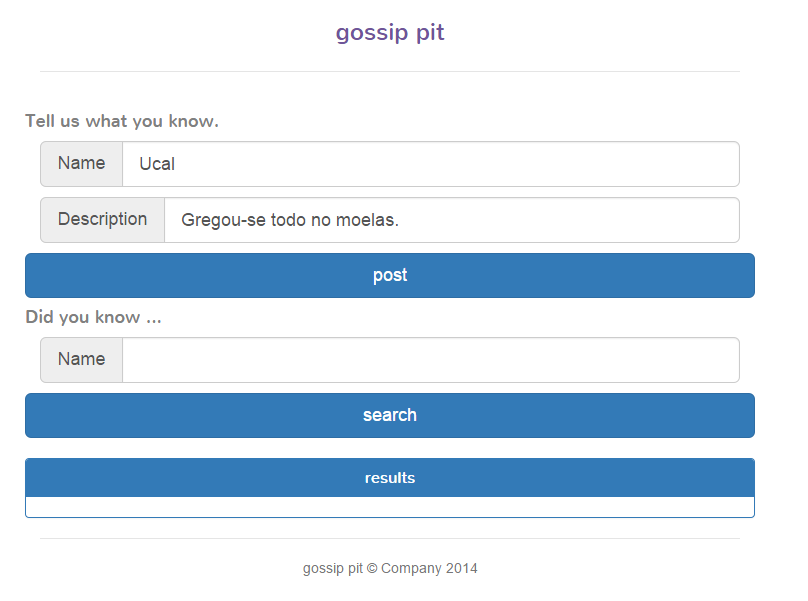 gossip pit
Tell us what you know.
Name Ucal
Description Gregou-se todo no moelas.
post
Did you know ...
Name
search
results
gossip pit © Company 2014